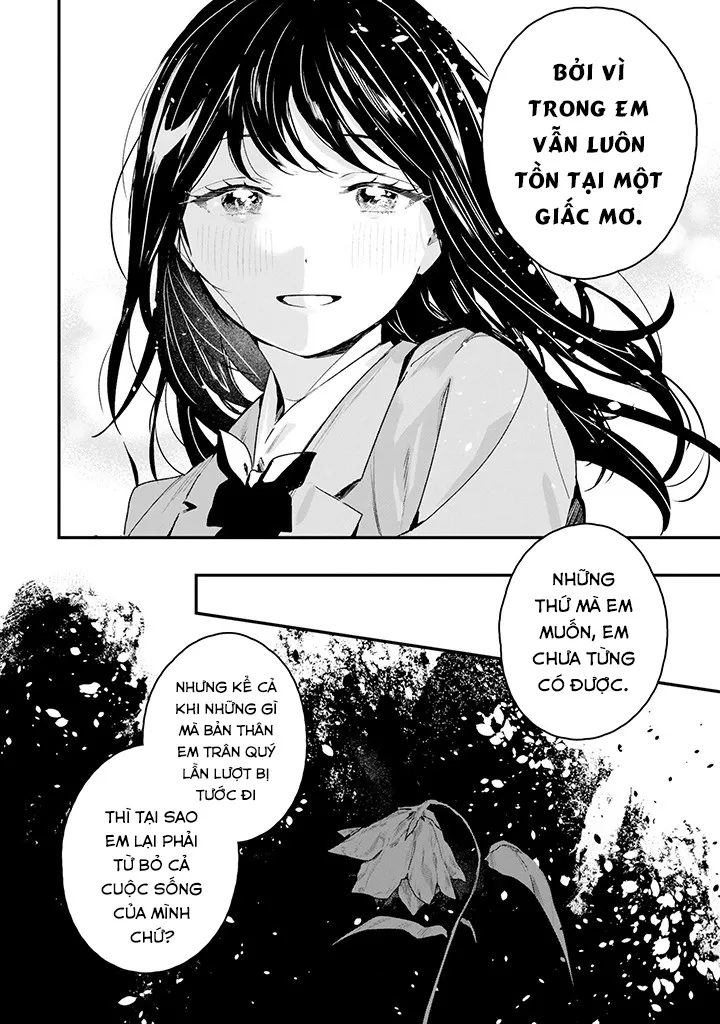 BỞI VÌ
TRONG EM
VẪN LUÔN
TỒN TẠI MỘT
GIẤC MƠ.
NHỮNG
THỨ MÀ EM
MUỐN, EM
CHƯA TỪNG
CÓ ĐƯỢC.
NHƯNG KỂ CẢ
KHI NHỮNG GÌ
MÀ BẢN THÂN
EM TRÂN QUÝ
LẦN LƯỢT BỊ
TƯỚC ĐI
THÌ TẠI SAO
EM LẠI PHẢI
TỪ BỎ CẢ
CUỘC SỐNG
CỦA MÌNH
CHỨ?